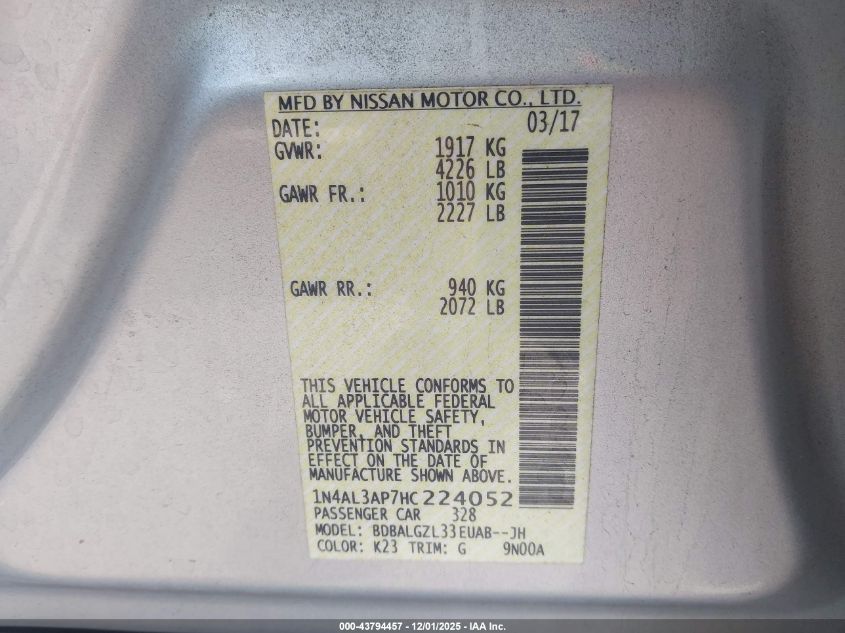 MFD BY NISSAN MOTOR CO., LTD.
DATE: 03/17
GVWR: 1917 KG
4226 LB
GAWR FR.: 1010 KG
2227 LB
GAWR RR.: 940 KG
2072 LB
THIS VEHICLE CONFORMS TO
ALL APPLICABLE FEDERAL
MOTOR VEHICLE SAFETY,
BUMPER, AND THEFT
PREVENTION STANDARDS IN
EFFECT ON THE DATE OF
MANUFACTURE SHOWN ABOVE.
1N4AL3AP7HC224052
PASSENGER CAR 328
MODEL: BDBALGZL33EUAB--JH
COLOR: K23 TRIM: G 9N00A
000-43794457 - 12/01/2025 - IAA Inc.